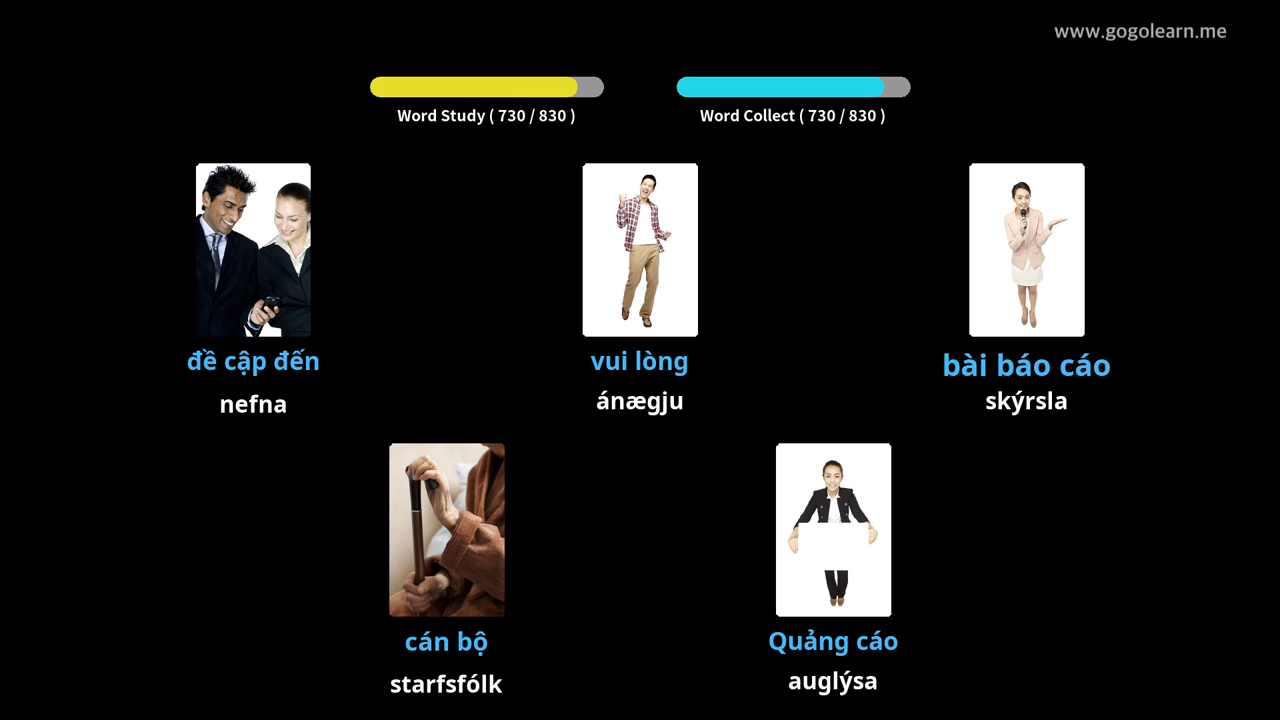 www.gogolearn.me
Word Study ( 730 / 830 )
Word Collect ( 730 / 830 )
đề cập đến
nefna
vui lòng
ánægju
bài báo cáo
skýrsla
cán bộ
starfsfólk
Quảng cáo
auglýsa